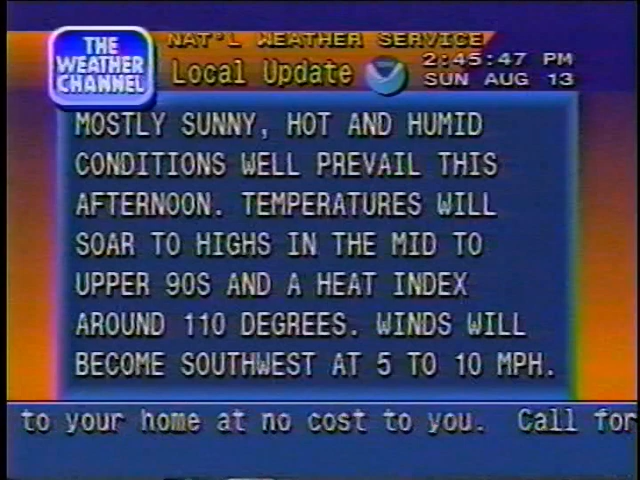 THE
WEATHER
CHANNEL
NAT'L WEATHER SERVICE
Local Update
2:45:47 PM
SUN AUG 13
MOSTLY SUNNY, HOT AND HUMID
CONDITIONS WELL PREVAIL THIS
AFTERNOON. TEMPERATURES WILL
SOAR TO HIGHS IN THE MID TO
UPPER 90S AND A HEAT INDEX
AROUND 110 DEGREES. WINDS WILL
BECOME SOUTHWEST AT 5 TO 10 MPH.
to your home at no cost to you. Call for